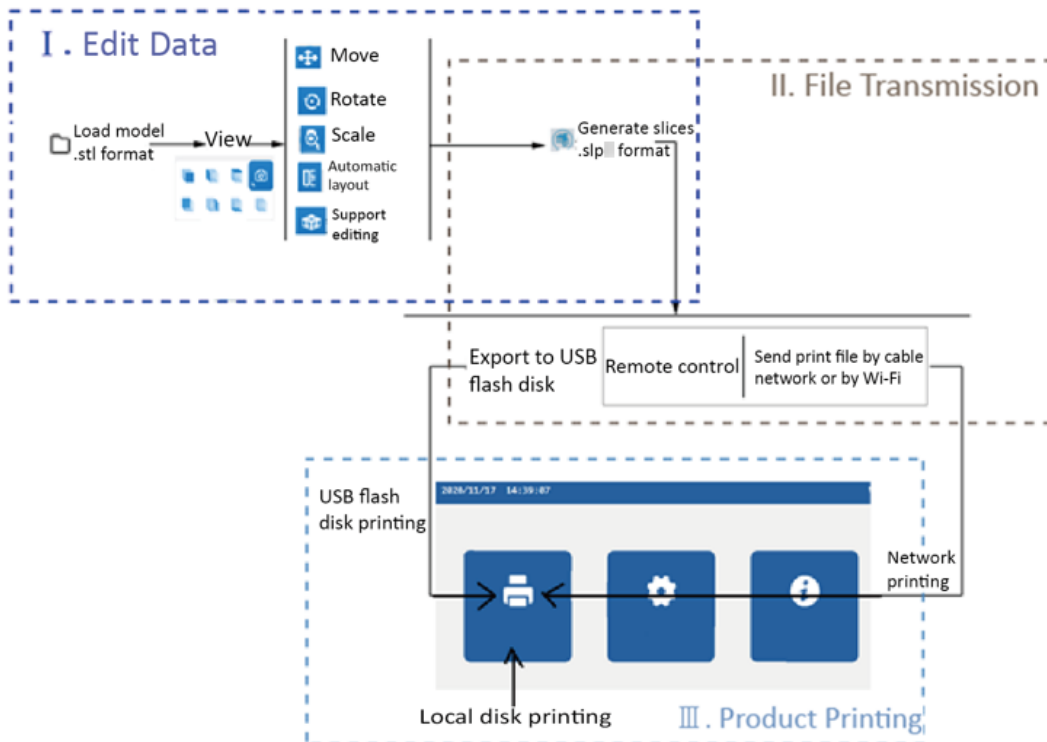 Ⅰ. Edit Data
Move
Rotate
Scale
Automatic
layout
Support
editing
Load model
.stl format
View
Generate slices
.slp format
II. File Transmission
Export to USB
flash disk
Remote control
Send print file by cable
network or by Wi-Fi
USB flash
disk printing
2020/11/17 14:39:07
Network
printing
Local disk printing
Ⅲ. Product Printing